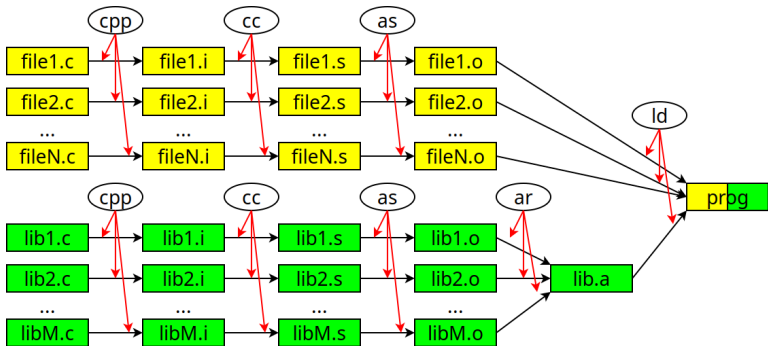 cpp cc as
file1.c file1.i file1.s file1.o
file2.c file2.i file2.s file2.o
ld
... ... ... ...
fileN.c fileN.i fileN.s fileN.o
cpp cc as ar prog
lib1.c lib1.i lib1.s lib1.o
lib2.c lib2.i lib2.s lib2.o lib.a
... ... ... ...
libM.c libM.i libM.s libM.o